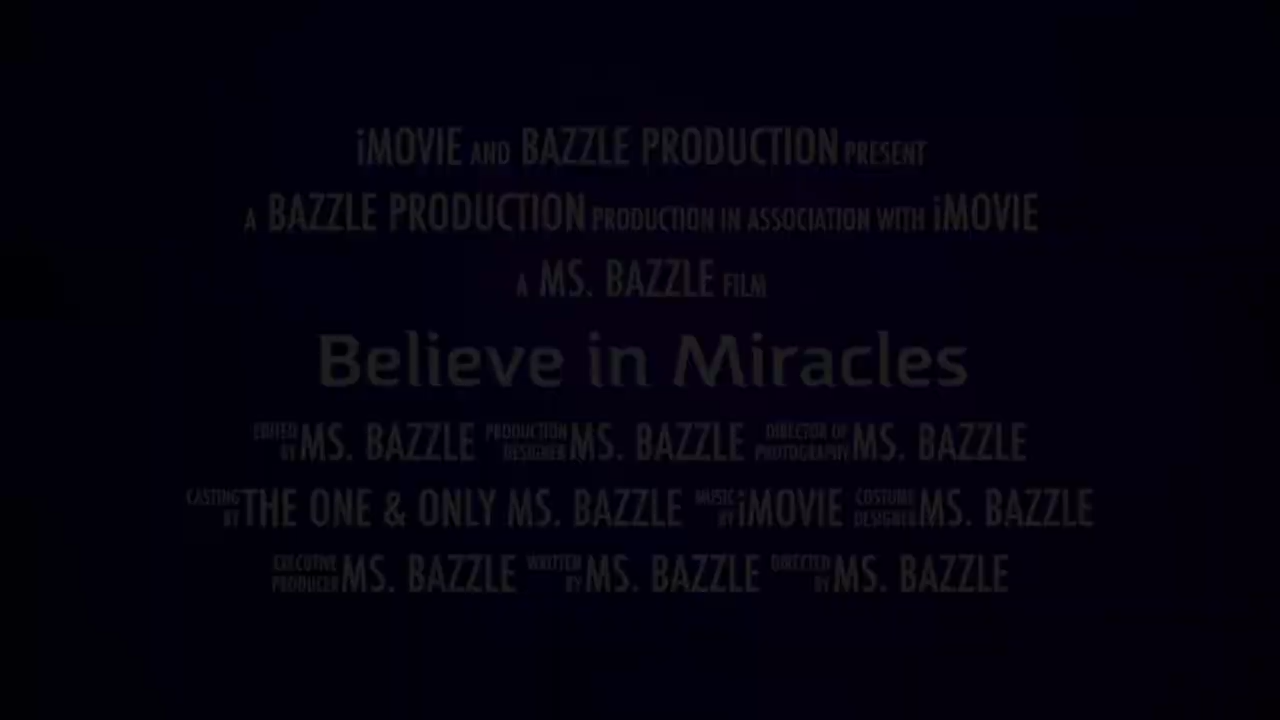 iMOVIE AND BAZZLE PRODUCTION PRESENT
A BAZZLE PRODUCTION PRODUCTION IN ASSOCIATION WITH iMOVIE
A MS. BAZZLE FILM
Believe in Miracles
EDITED BY MS. BAZZLE PRODUCTION DESIGNER MS. BAZZLE DIRECTOR OF PHOTOGRAPHY MS. BAZZLE
CASTING BY THE ONE & ONLY MS. BAZZLE MUSIC BY iMOVIE COSTUME DESIGNER MS. BAZZLE
EXECUTIVE PRODUCER MS. BAZZLE WRITTEN BY MS. BAZZLE DIRECTED BY MS. BAZZLE